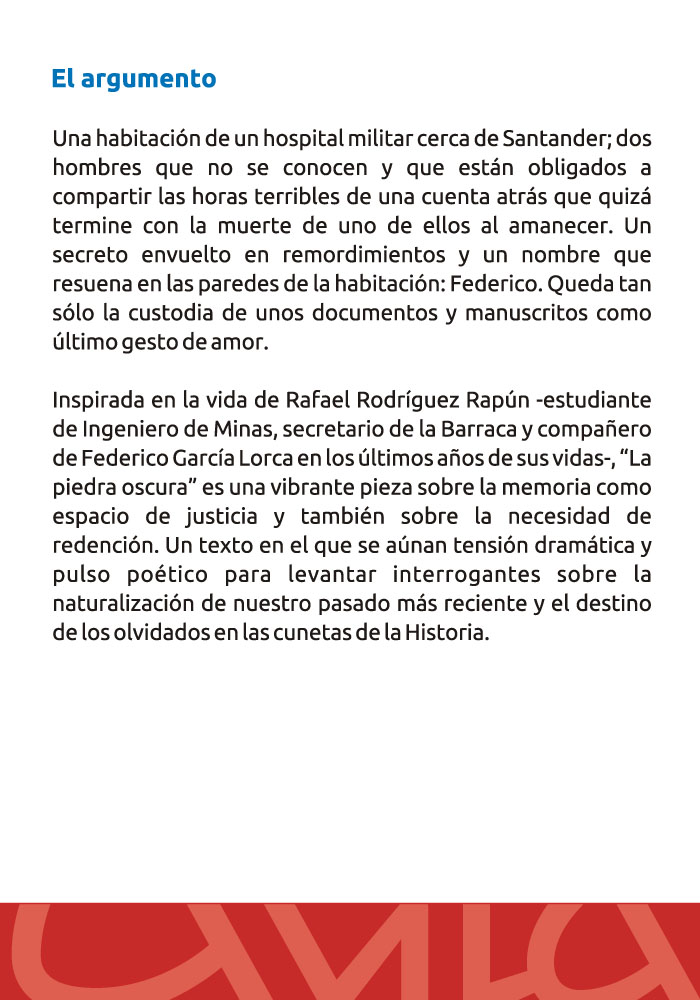 El argumento
Una habitación de un hospital militar cerca de Santander; dos
hombres que no se conocen y que están obligados a
compartir las horas terribles de una cuenta atrás que quizá
termine con la muerte de uno de ellos al amanecer. Un
secreto envuelto en remordimientos y un nombre que
resuena en las paredes de la habitación: Federico. Queda tan
sólo la custodia de unos documentos y manuscritos como
último gesto de amor.
Inspirada en la vida de Rafael Rodríguez Rapún -estudiante
de Ingeniero de Minas, secretario de la Barraca y compañero
de Federico García Lorca en los últimos años de sus vidas-, “La
piedra oscura” es una vibrante pieza sobre la memoria como
espacio de justicia y también sobre la necesidad de
redención. Un texto en el que se aúnan tensión dramática y
pulso poético para levantar interrogantes sobre la
naturalización de nuestro pasado más reciente y el destino
de los olvidados en las cunetas de la Historia.